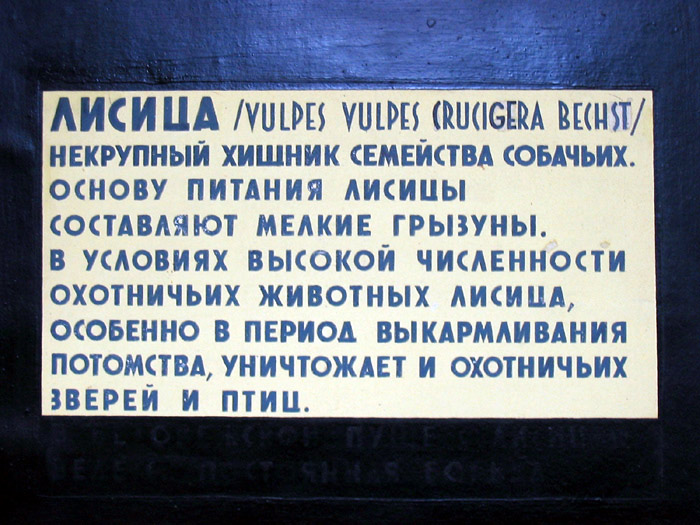 ЛИСИЦА /VULPES VULPES CRUCIGERA BECHST/
НЕКРУПНЫЙ ХИЩНИК СЕМЕЙСТВА СОБАЧЬИХ.
ОСНОВУ ПИТАНИЯ ЛИСИЦЫ
СОСТАВЛЯЮТ МЕЛКИЕ ГРЫЗУНЫ.
В УСЛОВИЯХ ВЫСОКОЙ ЧИСЛЕННОСТИ
ОХОТНИЧЬИХ ЖИВОТНЫХ ЛИСИЦА,
ОСОБЕННО В ПЕРИОД ВЫКАРМЛИВАНИЯ
ПОТОМСТВА, УНИЧТОЖАЕТ И ОХОТНИЧЬИХ
ЗВЕРЕЙ И ПТИЦ.